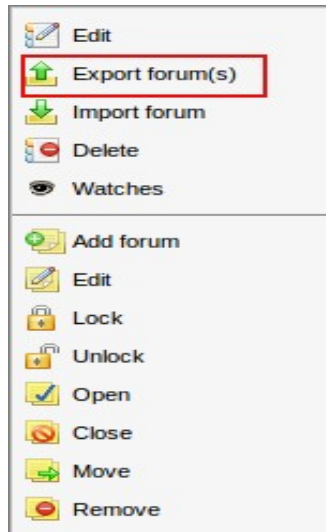 Edit
Export forum(s)
Import forum
Delete
Watches
Add forum
Edit
Lock
Unlock
Open
Close
Move
Remove